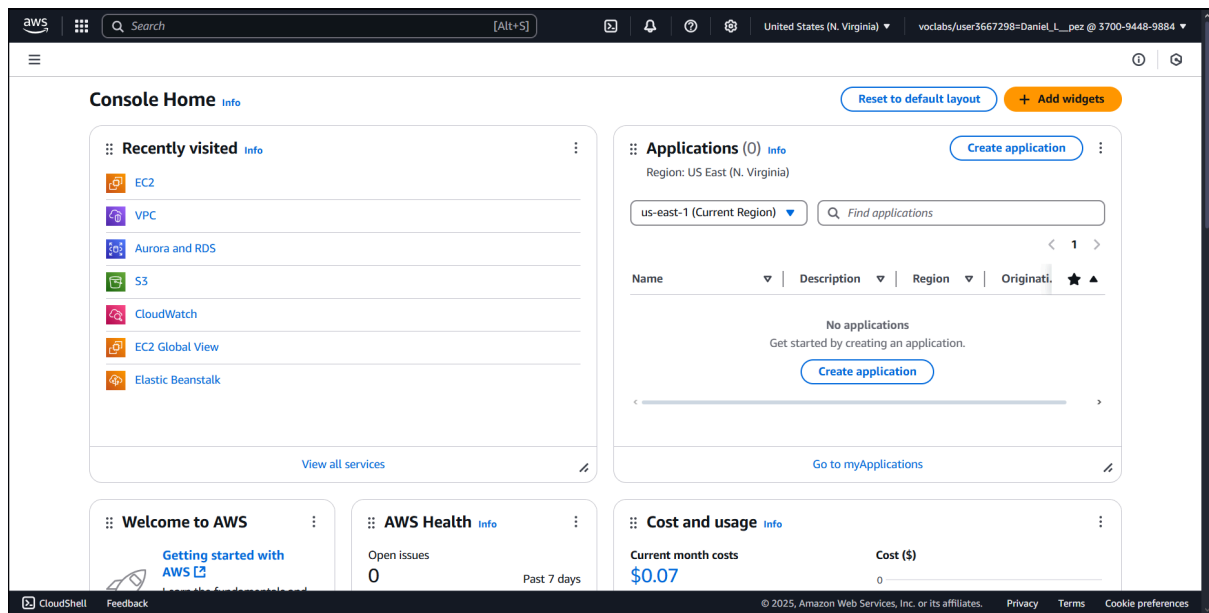 aws
Search [Alt+S]
United States (N. Virginia) ▼
voclabs/user3667298=Daniel_L__pez @ 3700-9448-9884 ▼
Console Home Info
Reset to default layout
+ Add widgets
Recently visited Info
EC2
VPC
Aurora and RDS
S3
CloudWatch
EC2 Global View
Elastic Beanstalk
View all services
Applications (0) Info
Create application
Region: US East (N. Virginia)
us-east-1 (Current Region) ▼
Find applications
1
Name Description Region Originati.
No applications
Get started by creating an application.
Create application
Go to myApplications
Welcome to AWS
Getting started with
AWS
AWS Health Info
Open issues
0 Past 7 days
Cost and usage Info
Current month costs
$0.07
Cost ($)
0
CloudShell Feedback
© 2025, Amazon Web Services, Inc. or its affiliates. Privacy Terms Cookie preferences